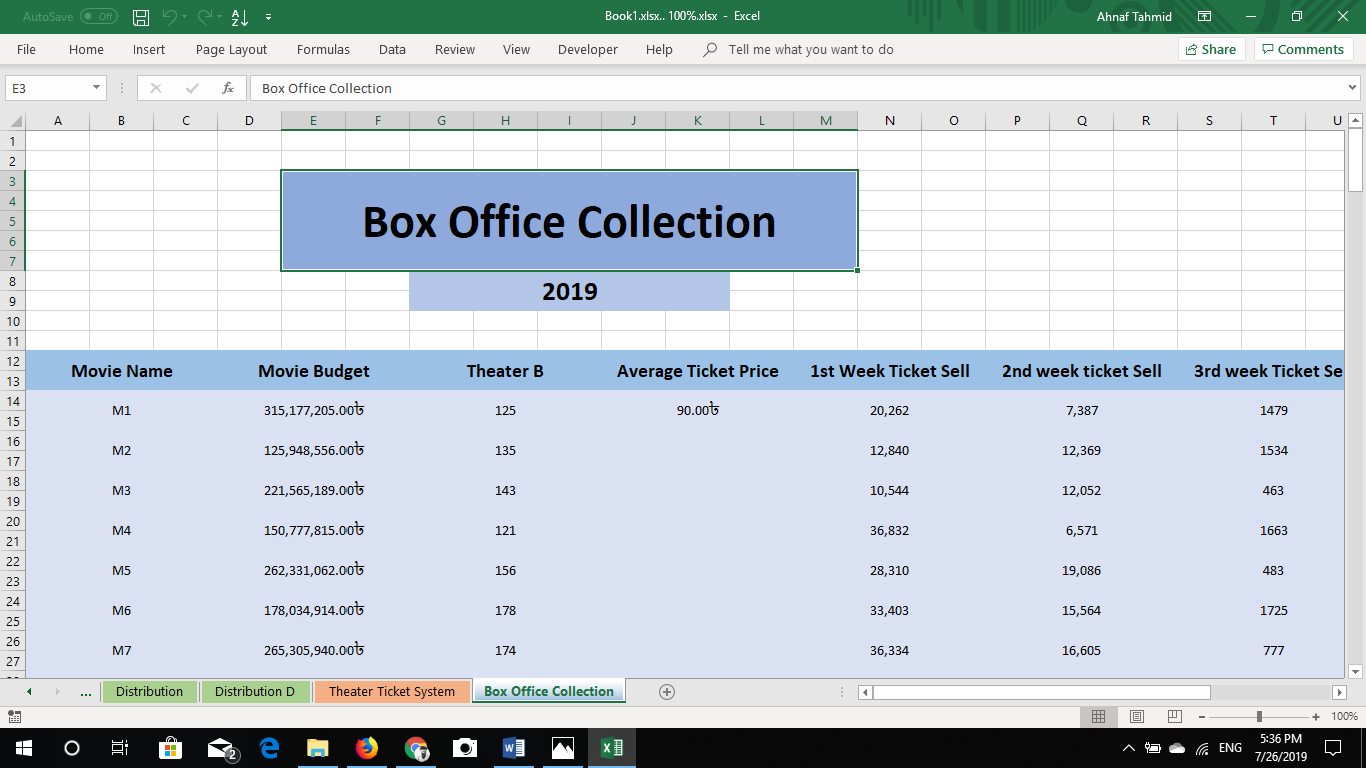 AutoSave Off Book1.xlsx.. 100%.xlsx - Excel Ahnaf Tahmid
File Home Insert Page Layout Formulas Data Review View Developer Help Tell me what you want to do Share Comments
E3 fx Box Office Collection
A B C D E F G H I J K L M N O P Q R S T U
1
2
3
4
5
6
7
8
9
10
11
12
13
14
15
16
17
18
19
20
21
22
23
24
25
26
27
Box Office Collection
2019
Movie Name Movie Budget Theater B Average Ticket Price 1st Week Ticket Sell 2nd week ticket Sell 3rd week Ticket Se
M1 315,177,205.00৳ 125 90.00৳ 20,262 7,387 1479
M2 125,948,556.00৳ 135 12,840 12,369 1534
M3 221,565,189.00৳ 143 10,544 12,052 463
M4 150,777,815.00৳ 121 36,832 6,571 1663
M5 262,331,062.00৳ 156 28,310 19,086 483
M6 178,034,914.00৳ 178 33,403 15,564 1725
M7 265,305,940.00৳ 174 36,334 16,605 777
... Distribution Distribution D Theater Ticket System Box Office Collection
100%
2 ENG 5:36 PM
7/26/2019